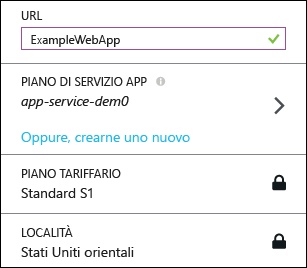 URL
ExampleWebApp
PIANO DI SERVIZIO APP
app-service-dem0
Oppure, crearne uno nuovo
PIANO TARIFFARIO
Standard S1
LOCALITÀ
Stati Uniti orientali